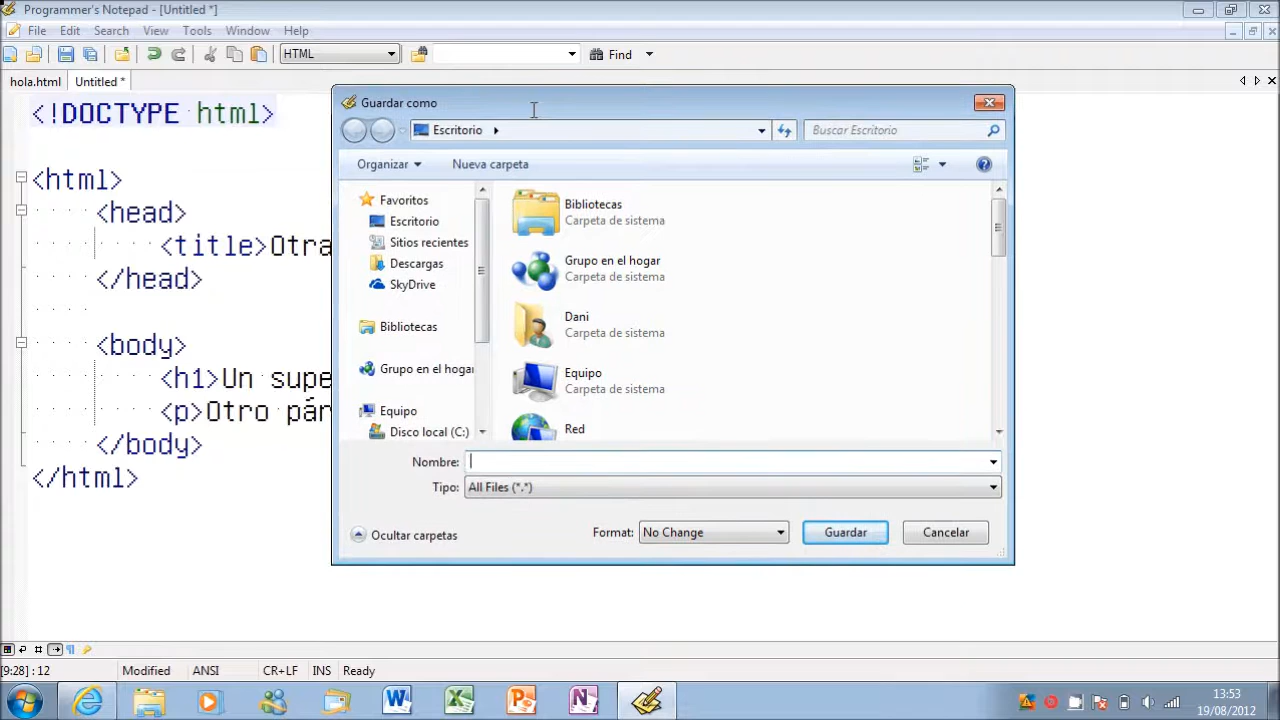 Programmer's Notepad - [Untitled *]
File Edit Search View Tools Window Help
HTML Find
hola.html Untitled *
<!DOCTYPE html>
<html>
<head>
<title>Otra
</head>
<body>
<h1>Un supe
<p>Otro pár
</body>
</html>
Guardar como
Escritorio Buscar Escritorio
Organizar Nueva carpeta
Favoritos
Escritorio
Sitios recientes
Descargas
SkyDrive
Bibliotecas
Grupo en el hogar
Equipo
Disco local (C:)
Bibliotecas
Carpeta de sistema
Grupo en el hogar
Carpeta de sistema
Dani
Carpeta de sistema
Equipo
Carpeta de sistema
Red
Nombre:
Tipo: All Files (*.*)
Ocultar carpetas Format: No Change Guardar Cancelar
[9:28] : 12 Modified ANSI CR+LF INS Ready
13:53
19/08/2012